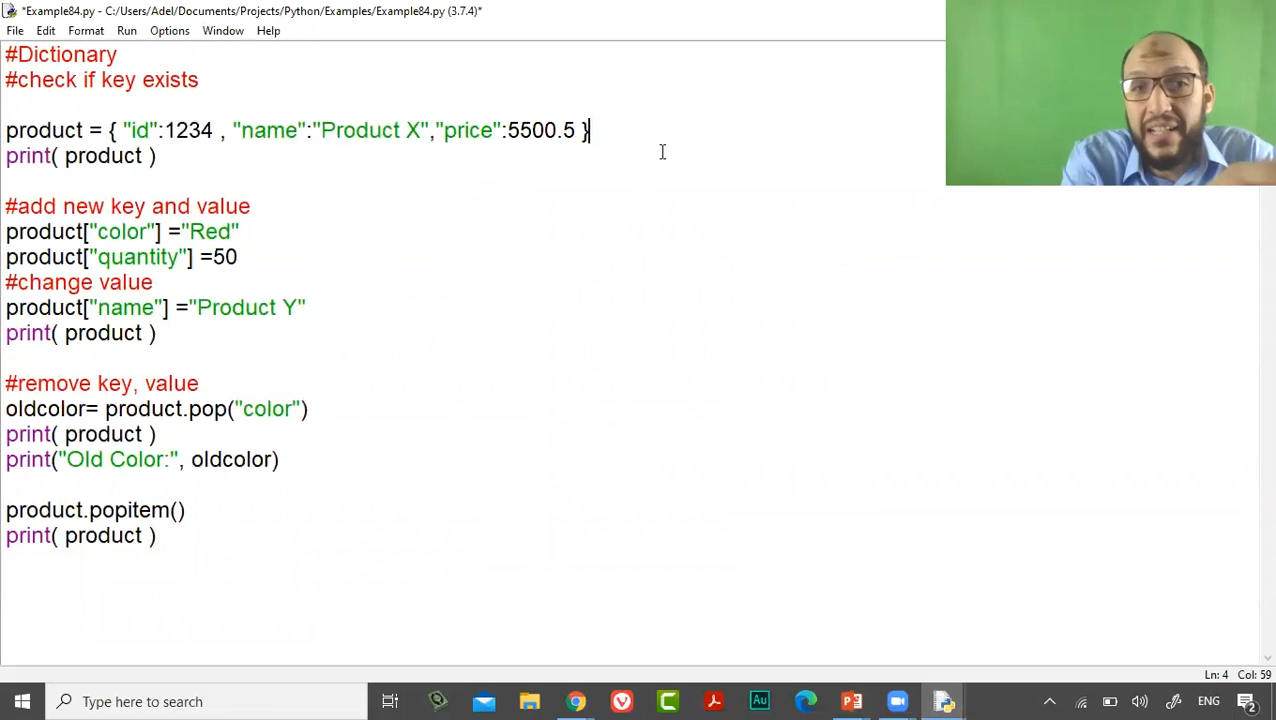 *Example84.py - C:/Users/Adel/Documents/Projects/Python/Examples/Example84.py (3.7.4)*
File Edit Format Run Options Window Help
#Dictionary
#check if key exists
product = { "id":1234 , "name":"Product X","price":5500.5 }
print( product )
#add new key and value
product["color"] ="Red"
product["quantity"] =50
#change value
product["name"] ="Product Y"
print( product )
#remove key, value
oldcolor= product.pop("color")
print( product )
print("Old Color:", oldcolor)
product.popitem()
print( product )
Ln: 4 Col: 59
Type here to search
Au
ENG
2